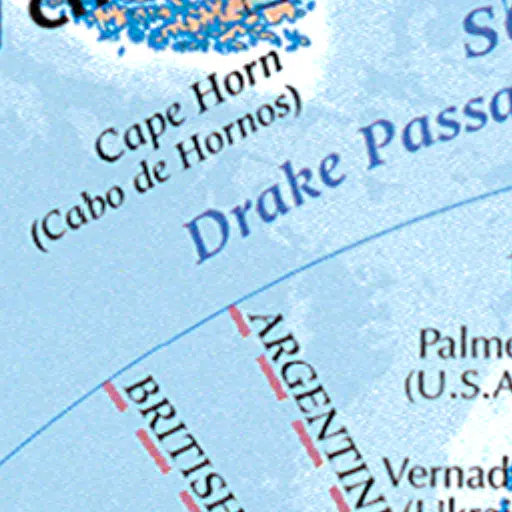 Cape Horn
(Cabo de Hornos)
Drake Passa
ARGENTIN
BRITISH
Palme
(U.S.A
Vernad